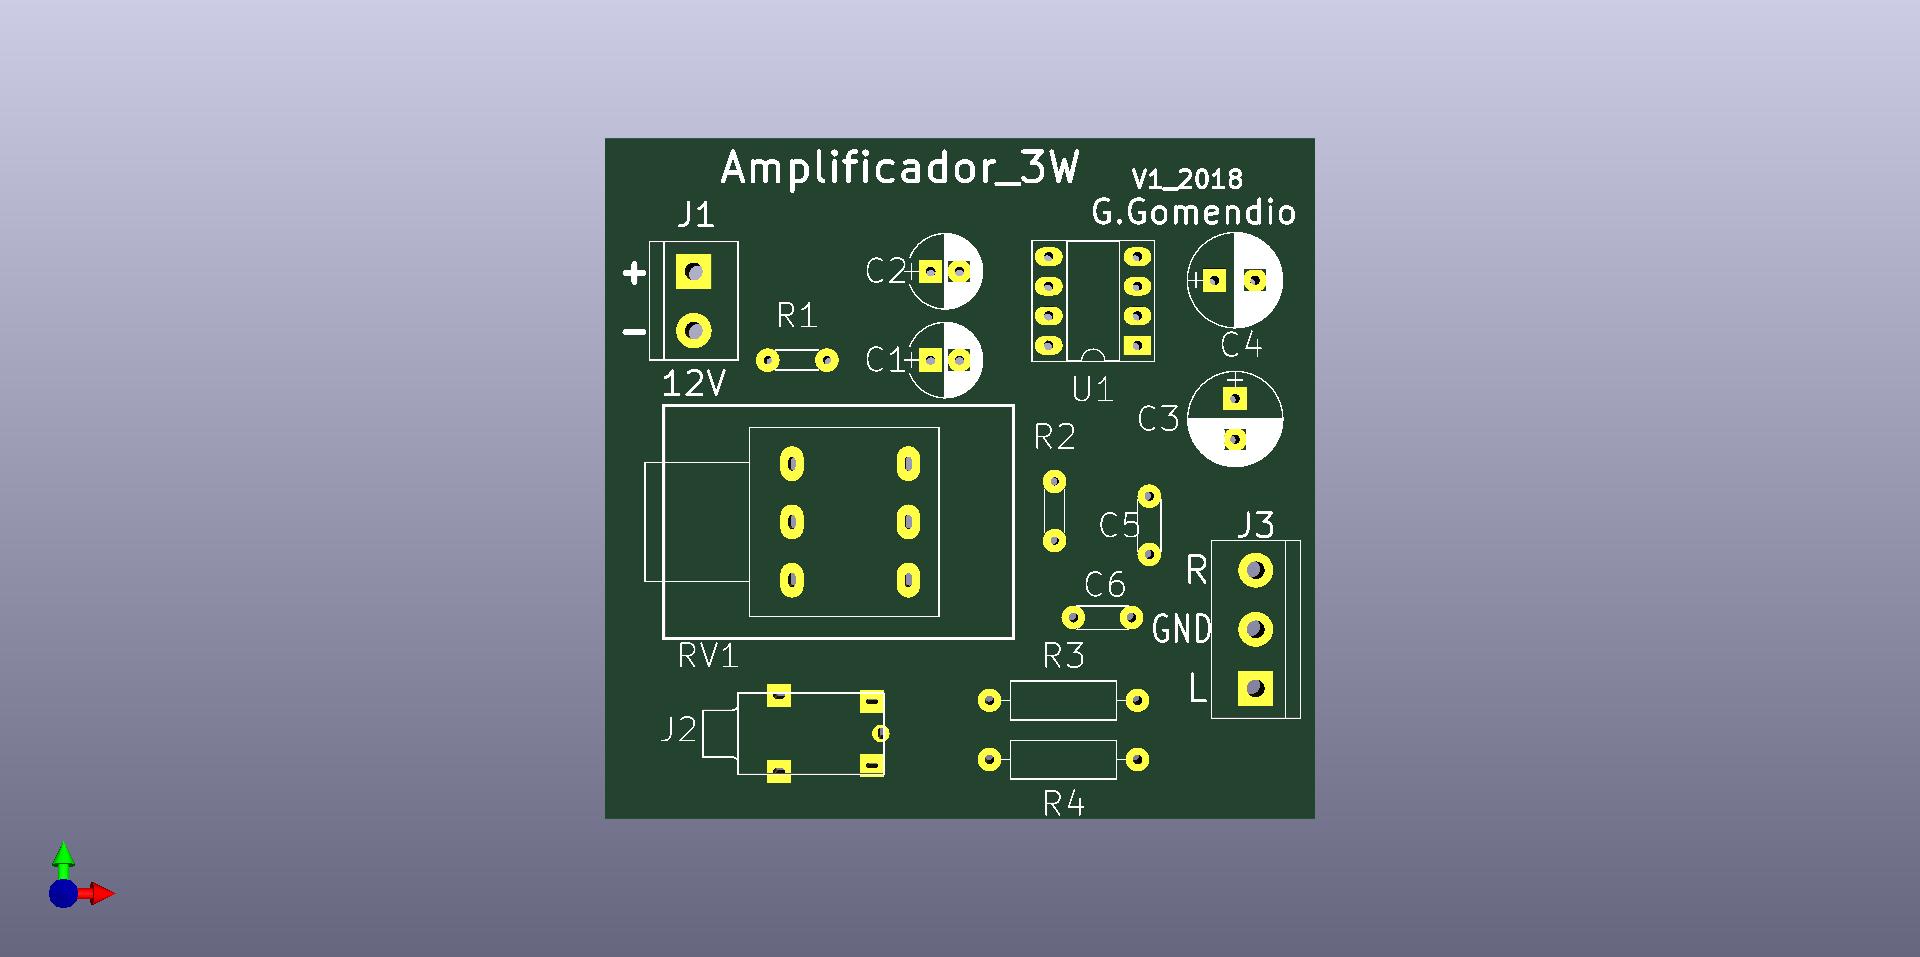 Amplificador_3W
V1_2018
G.Gomendio
J1
+
-
12V
R1
C2
+
C1
+
U1
+
C4
+
C3
R2
C5
C6
J3
R
GND
L
RV1
R3
J2
R4